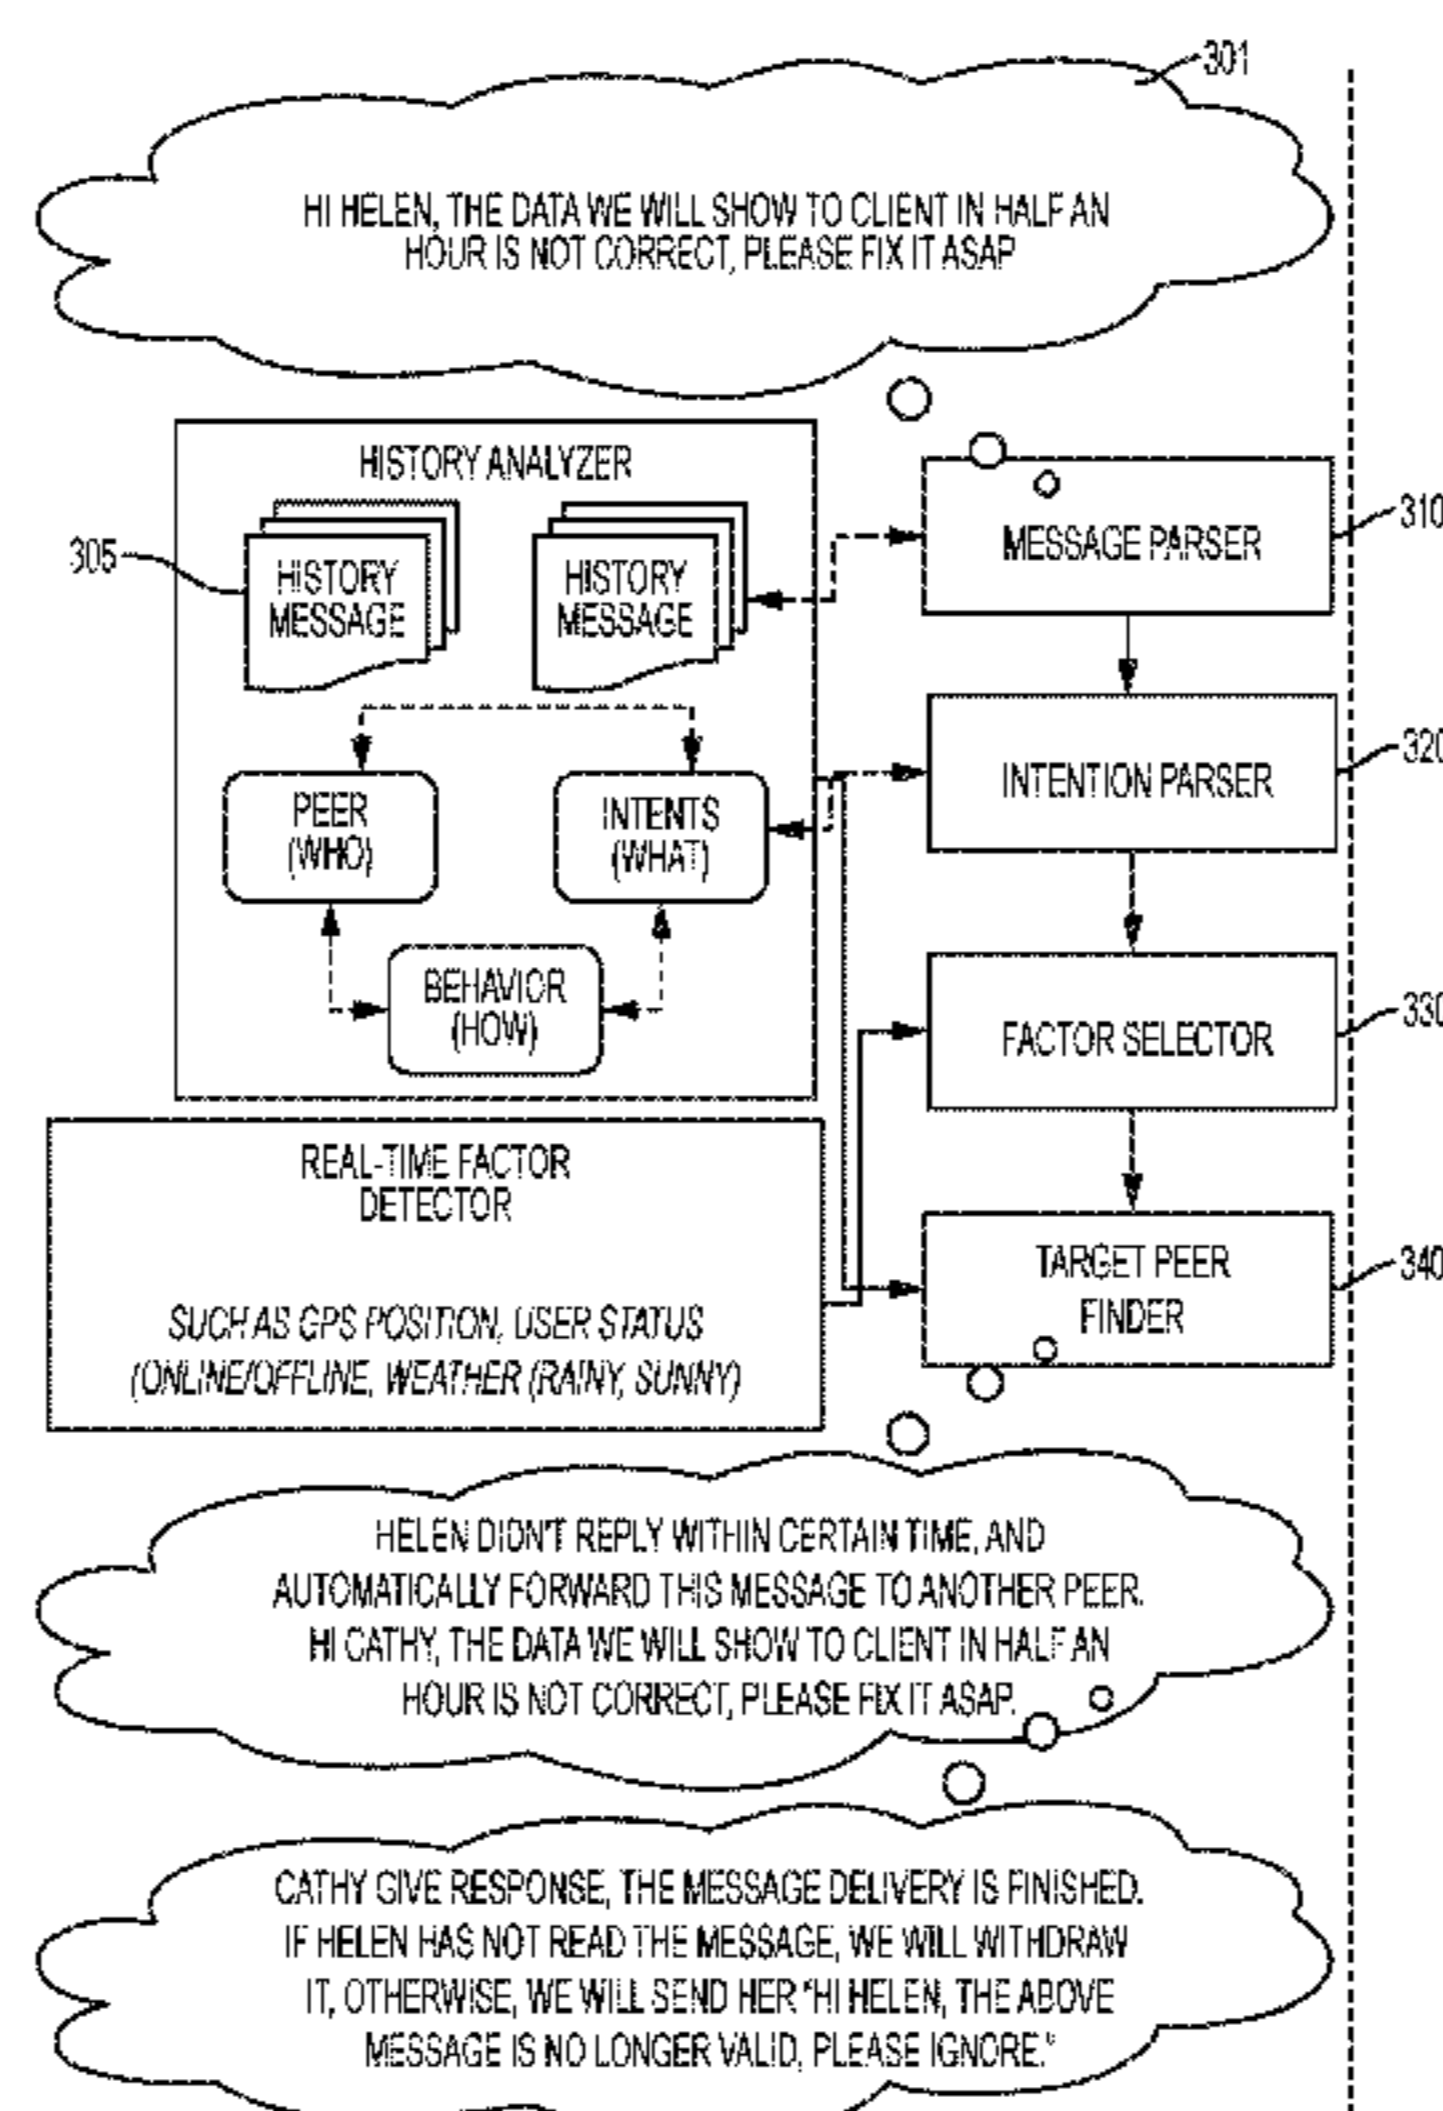 301
HI HELEN, THE DATA WE WILL SHOW TO CLIENT IN HALF AN
HOUR IS NOT CORRECT, PLEASE FIX IT ASAP
HISTORY ANALYZER
305
HISTORY
MESSAGE
HISTORY
MESSAGE
MESSAGE PARSER
310
PEER
(WHO)
INTENTS
(WHAT)
INTENTION PARSER
320
BEHAVIOR
(HOW)
FACTOR SELECTOR
330
REAL-TIME FACTOR
DETECTOR
SUCH AS GPS POSITION, USER STATUS
(ONLINE/OFFLINE, WEATHER (RAINY, SUNNY)
TARGET PEER
FINDER
340
HELEN DIDN'T REPLY WITHIN CERTAIN TIME, AND
AUTOMATICALLY FORWARD THIS MESSAGE TO ANOTHER PEER.
HI CATHY, THE DATA WE WILL SHOW TO CLIENT IN HALF AN
HOUR IS NOT CORRECT, PLEASE FIX IT ASAP.
CATHY GIVE RESPONSE, THE MESSAGE DELIVERY IS FINISHED.
IF HELEN HAS NOT READ THE MESSAGE, WE WILL WITHDRAW
IT, OTHERWISE, WE WILL SEND HER "HI HELEN, THE ABOVE
MESSAGE IS NO LONGER VALID, PLEASE IGNORE."